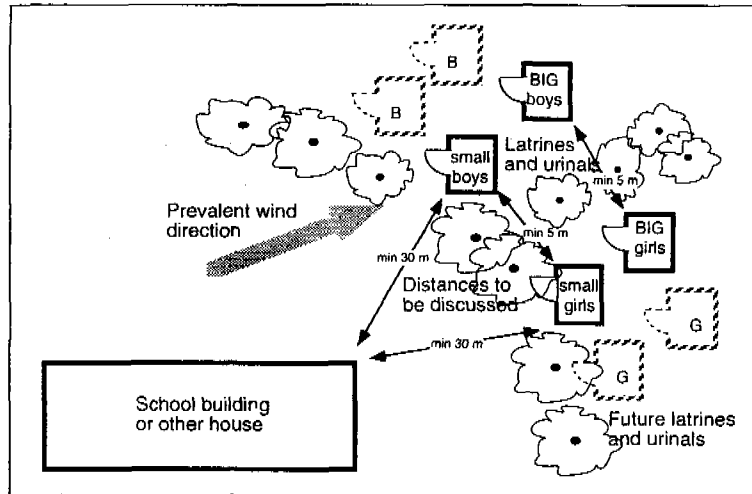 B
BIG
boys
B
small
boys
Latrines
and urinals
min 5 m
Prevalent wind
direction
min 5 m
BIG
girls
min 30 m
Distances to
be discussed
small
girls
G
min 30 m
G
School building
or other house
Future latrines
and urinals